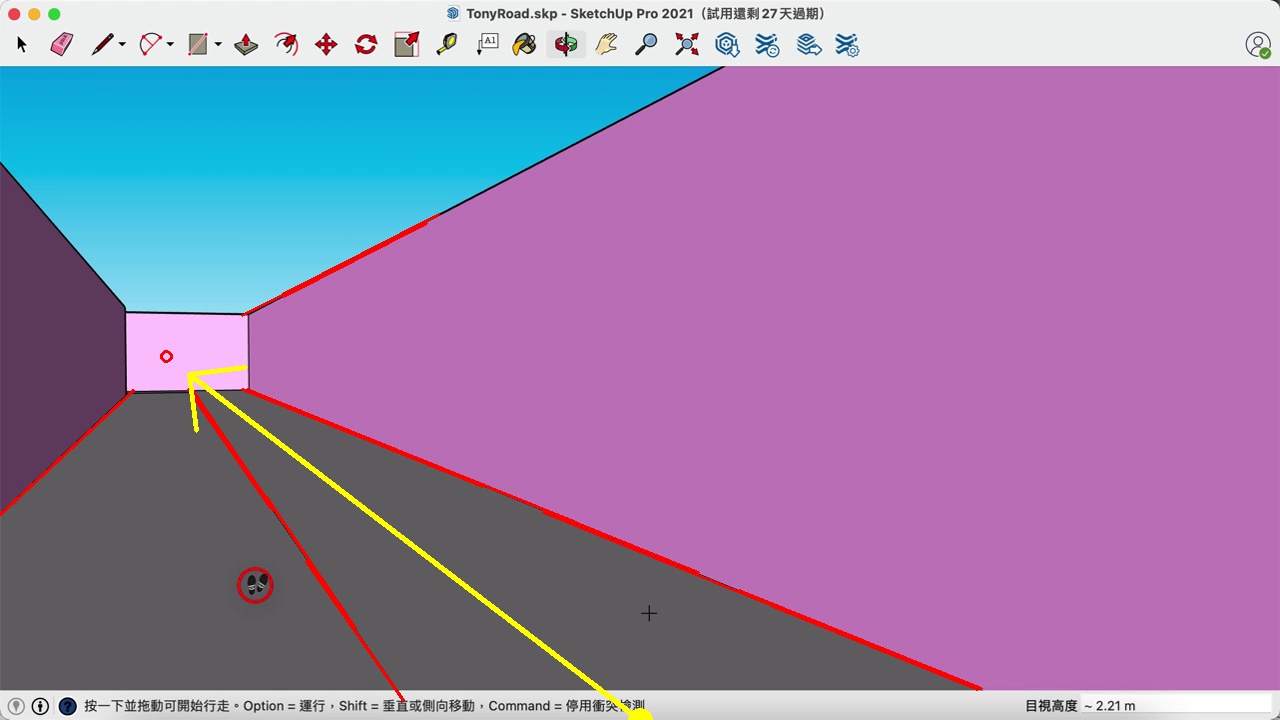 TonyRoad.skp - SketchUp Pro 2021（試用還剩 27 天過期）
A1
按一下並拖動可開始行走。Option = 運行，Shift = 垂直或側向移動，Command = 停用衝突檢測
目視高度 ~ 2.21 m